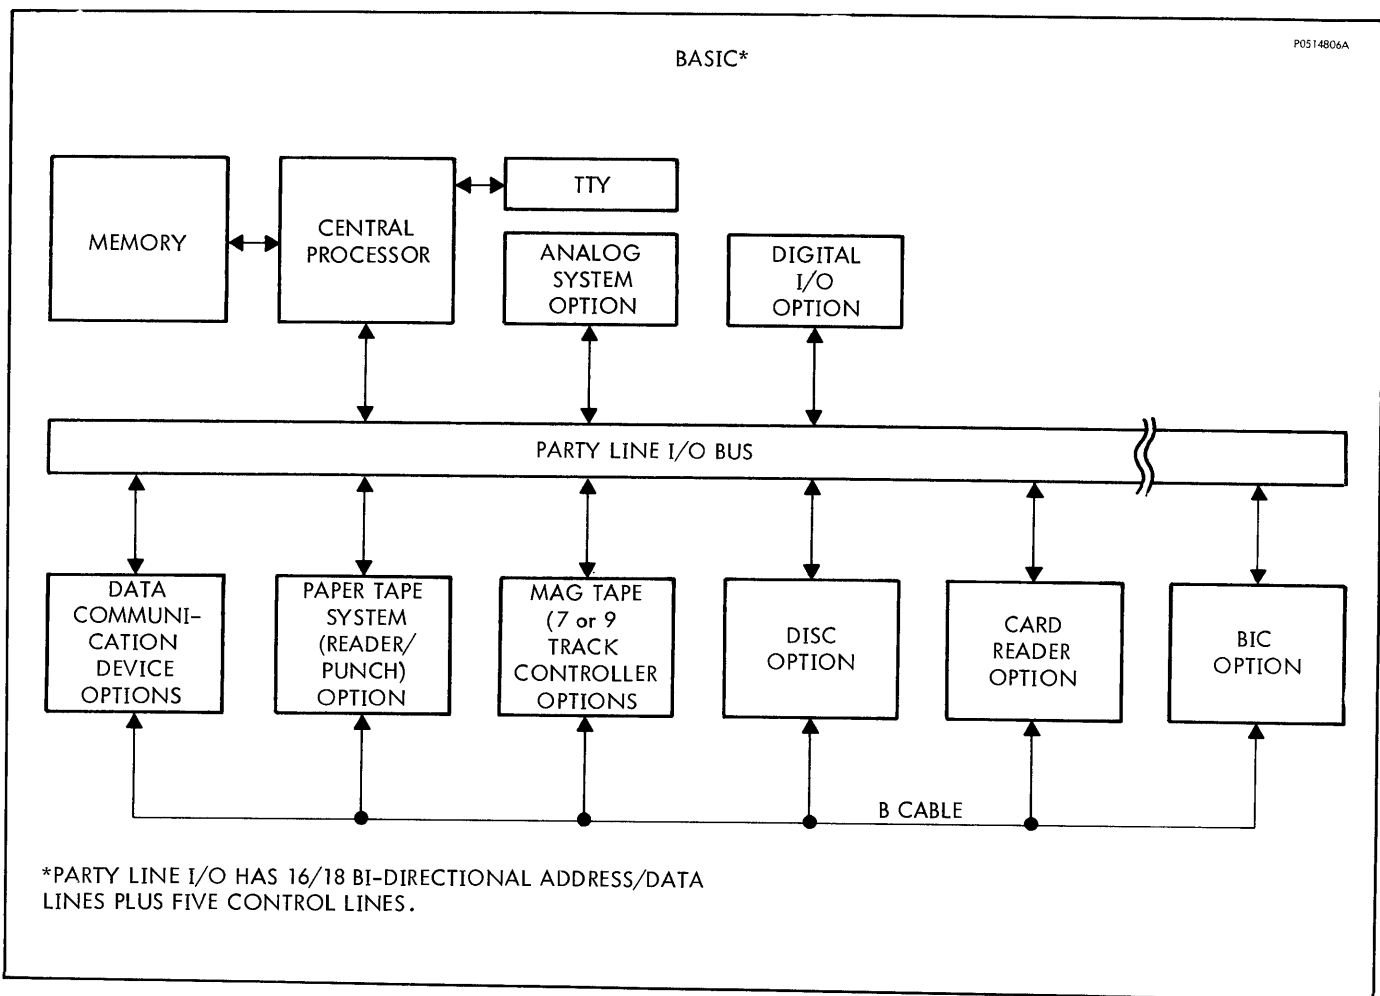 BASIC*
P0514806A
MEMORY
CENTRAL
PROCESSOR
TTY
ANALOG
SYSTEM
OPTION
DIGITAL
I/O
OPTION
PARTY LINE I/O BUS
DATA
COMMUNI-
CATION
DEVICE
OPTIONS
PAPER TAPE
SYSTEM
(READER/
PUNCH)
OPTION
MAG TAPE
(7 or 9
TRACK
CONTROLLER
OPTIONS
DISC
OPTION
CARD
READER
OPTION
BIC
OPTION
B CABLE
*PARTY LINE I/O HAS 16/18 BI-DIRECTIONAL ADDRESS/DATA
LINES PLUS FIVE CONTROL LINES.